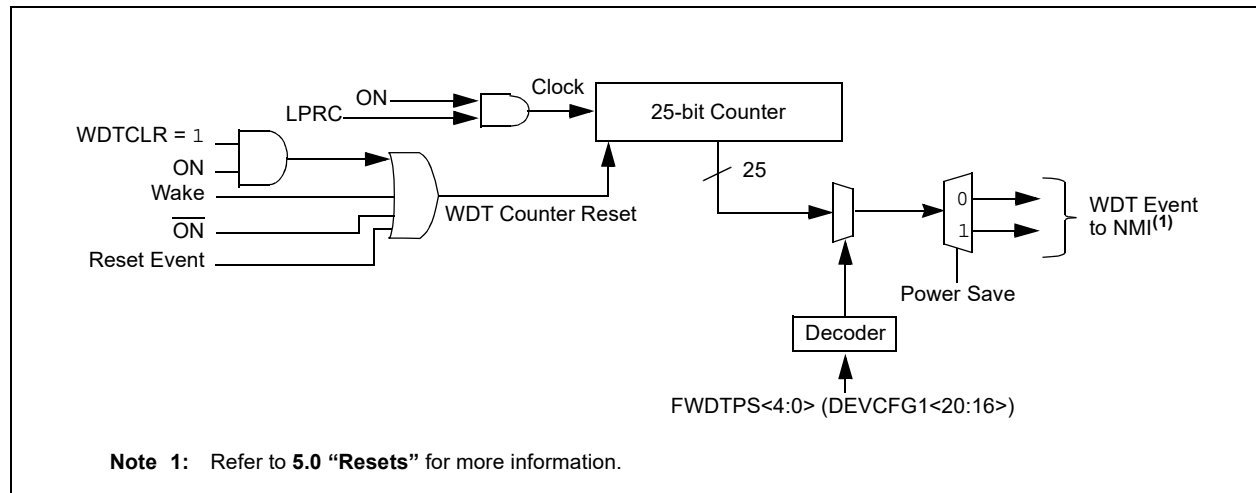 ON
Clock
LPRC
25-bit Counter
WDTCLR = 1
ON
25
Wake
0
WDT Counter Reset
WDT Event
to NMI(1)
ON
1
Reset Event
Power Save
Decoder
FWDTPS<4:0> (DEVCFG1<20:16>)
Note 1: Refer to 5.0 “Resets” for more information.